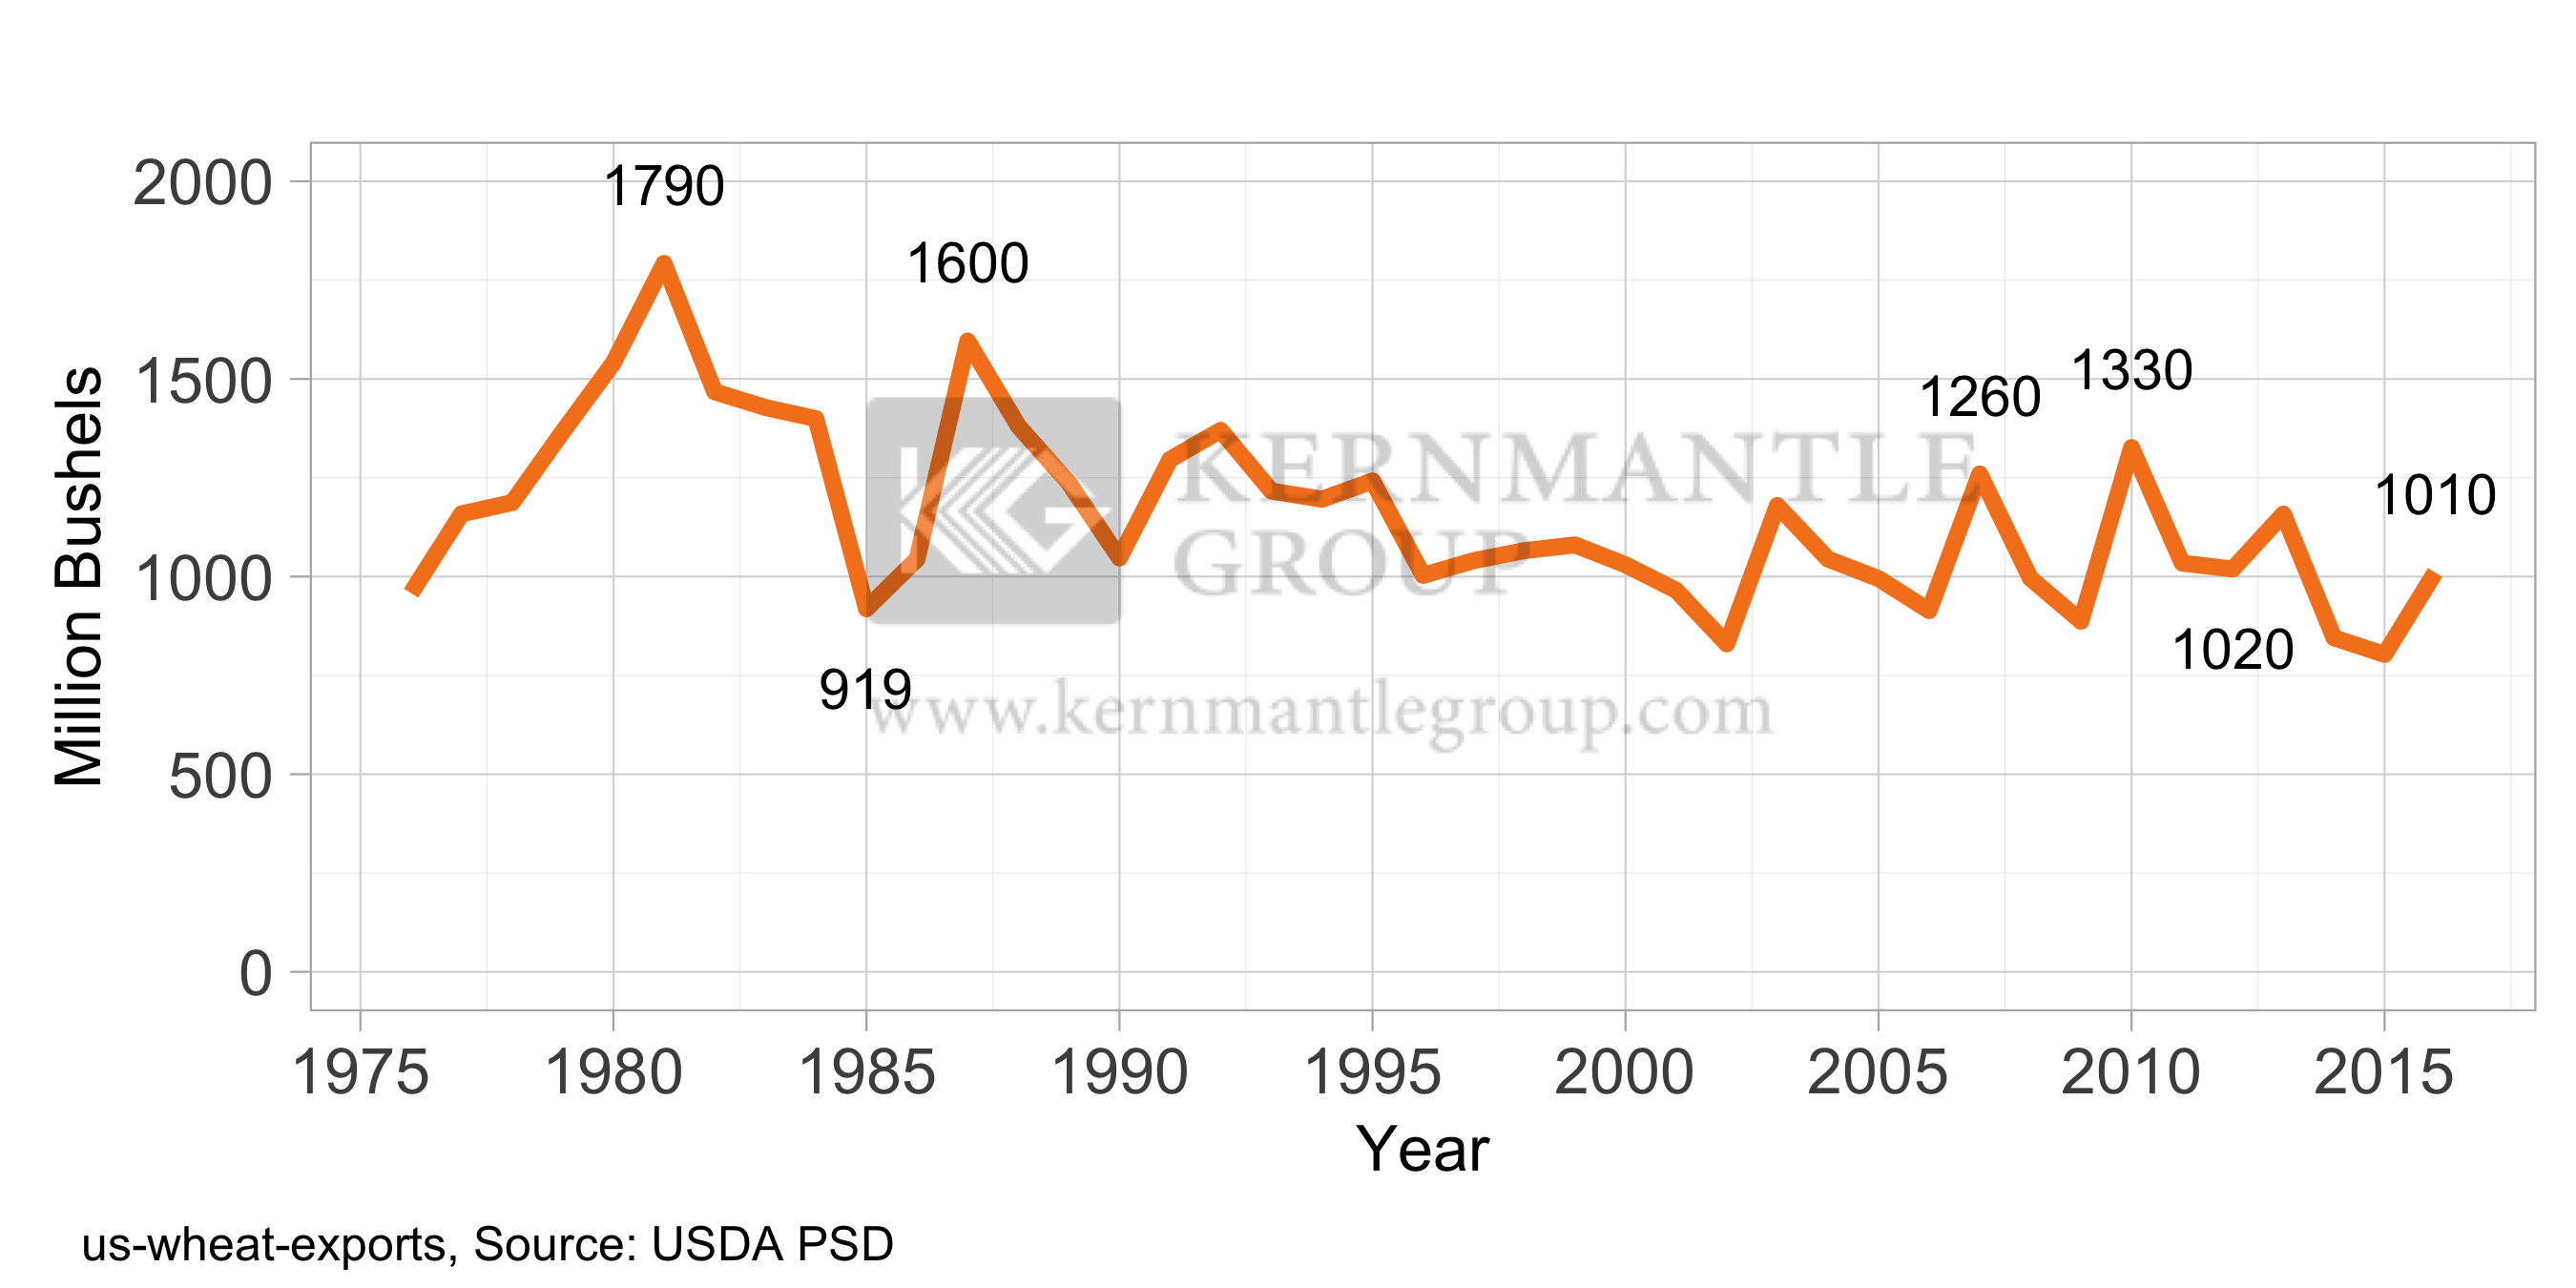 2000
1790
1600
1500
1330
1260
KERNMANTLE
GROUP
1010
1000
1020
919
www.kernmantlegroup.com
500
0
Million Bushels
1975 1980 1985 1990 1995 2000 2005 2010 2015
Year
us-wheat-exports, Source: USDA PSD